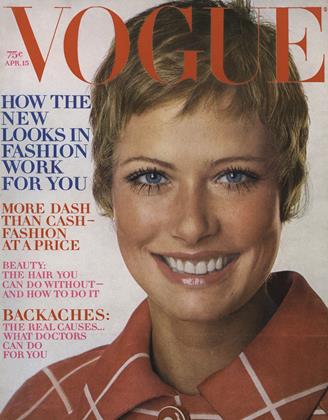 VOGUE
75¢
APR. 15
HOW THE
NEW
LOOKS IN
FASHION
WORK
FOR YOU
MORE DASH
THAN CASH–
FASHION
AT A PRICE
BEAUTY:
THE HAIR YOU
CAN DO WITHOUT–
AND HOW TO DO IT
BACKACHES:
THE REAL CAUSES...
WHAT DOCTORS
CAN DO
FOR YOU